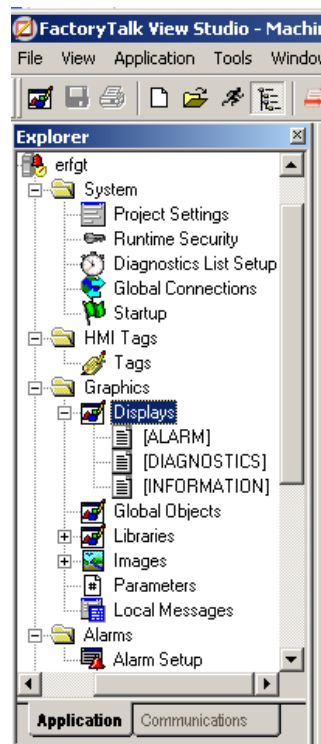 FactoryTalk View Studio - Machin
File View Application Tools Window
Explorer
erfgt
System
Project Settings
Runtime Security
Diagnostics List Setup
Global Connections
Startup
HMI Tags
Tags
Graphics
Displays
[ALARM]
[DIAGNOSTICS]
[INFORMATION]
Global Objects
Libraries
Images
# Parameters
Local Messages
Alarms
Alarm Setup
Application Communications